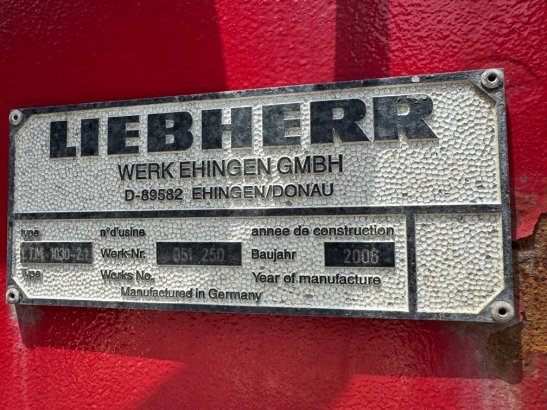 LIEBHERR
WERK EHINGEN GMBH
D-89582 EHINGEN/DONAU
type n°d'usine annee de construction
LTM 1030-2.1 Werk-Nr. 051 250 Baujahr 2006
Type Works No. Year of manufacture
Manufactured in Germany